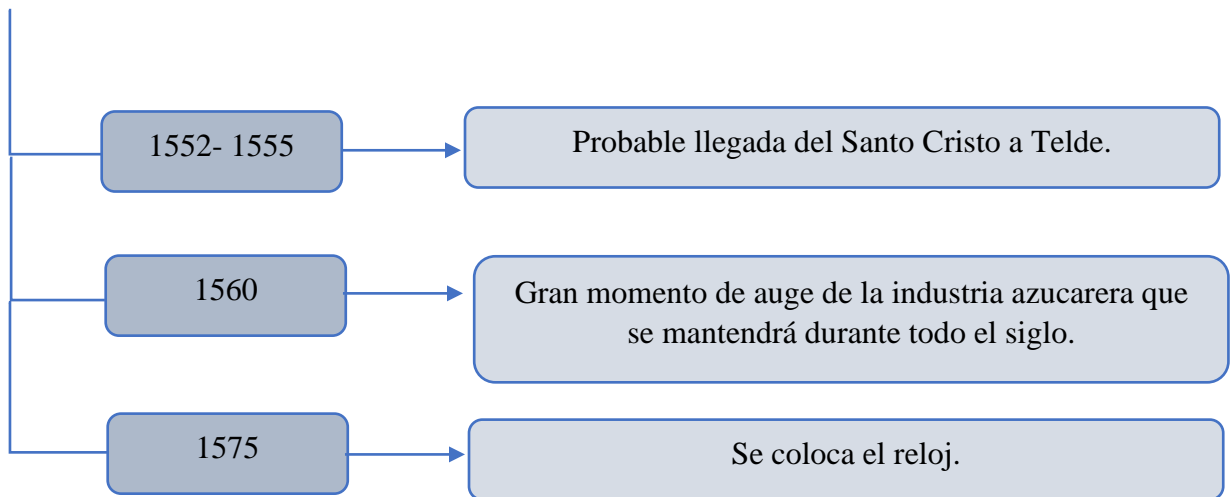 1552- 1555
Probable llegada del Santo Cristo a Telde.
1560
Gran momento de auge de la industria azucarera que
se mantendrá durante todo el siglo.
1575
Se coloca el reloj.